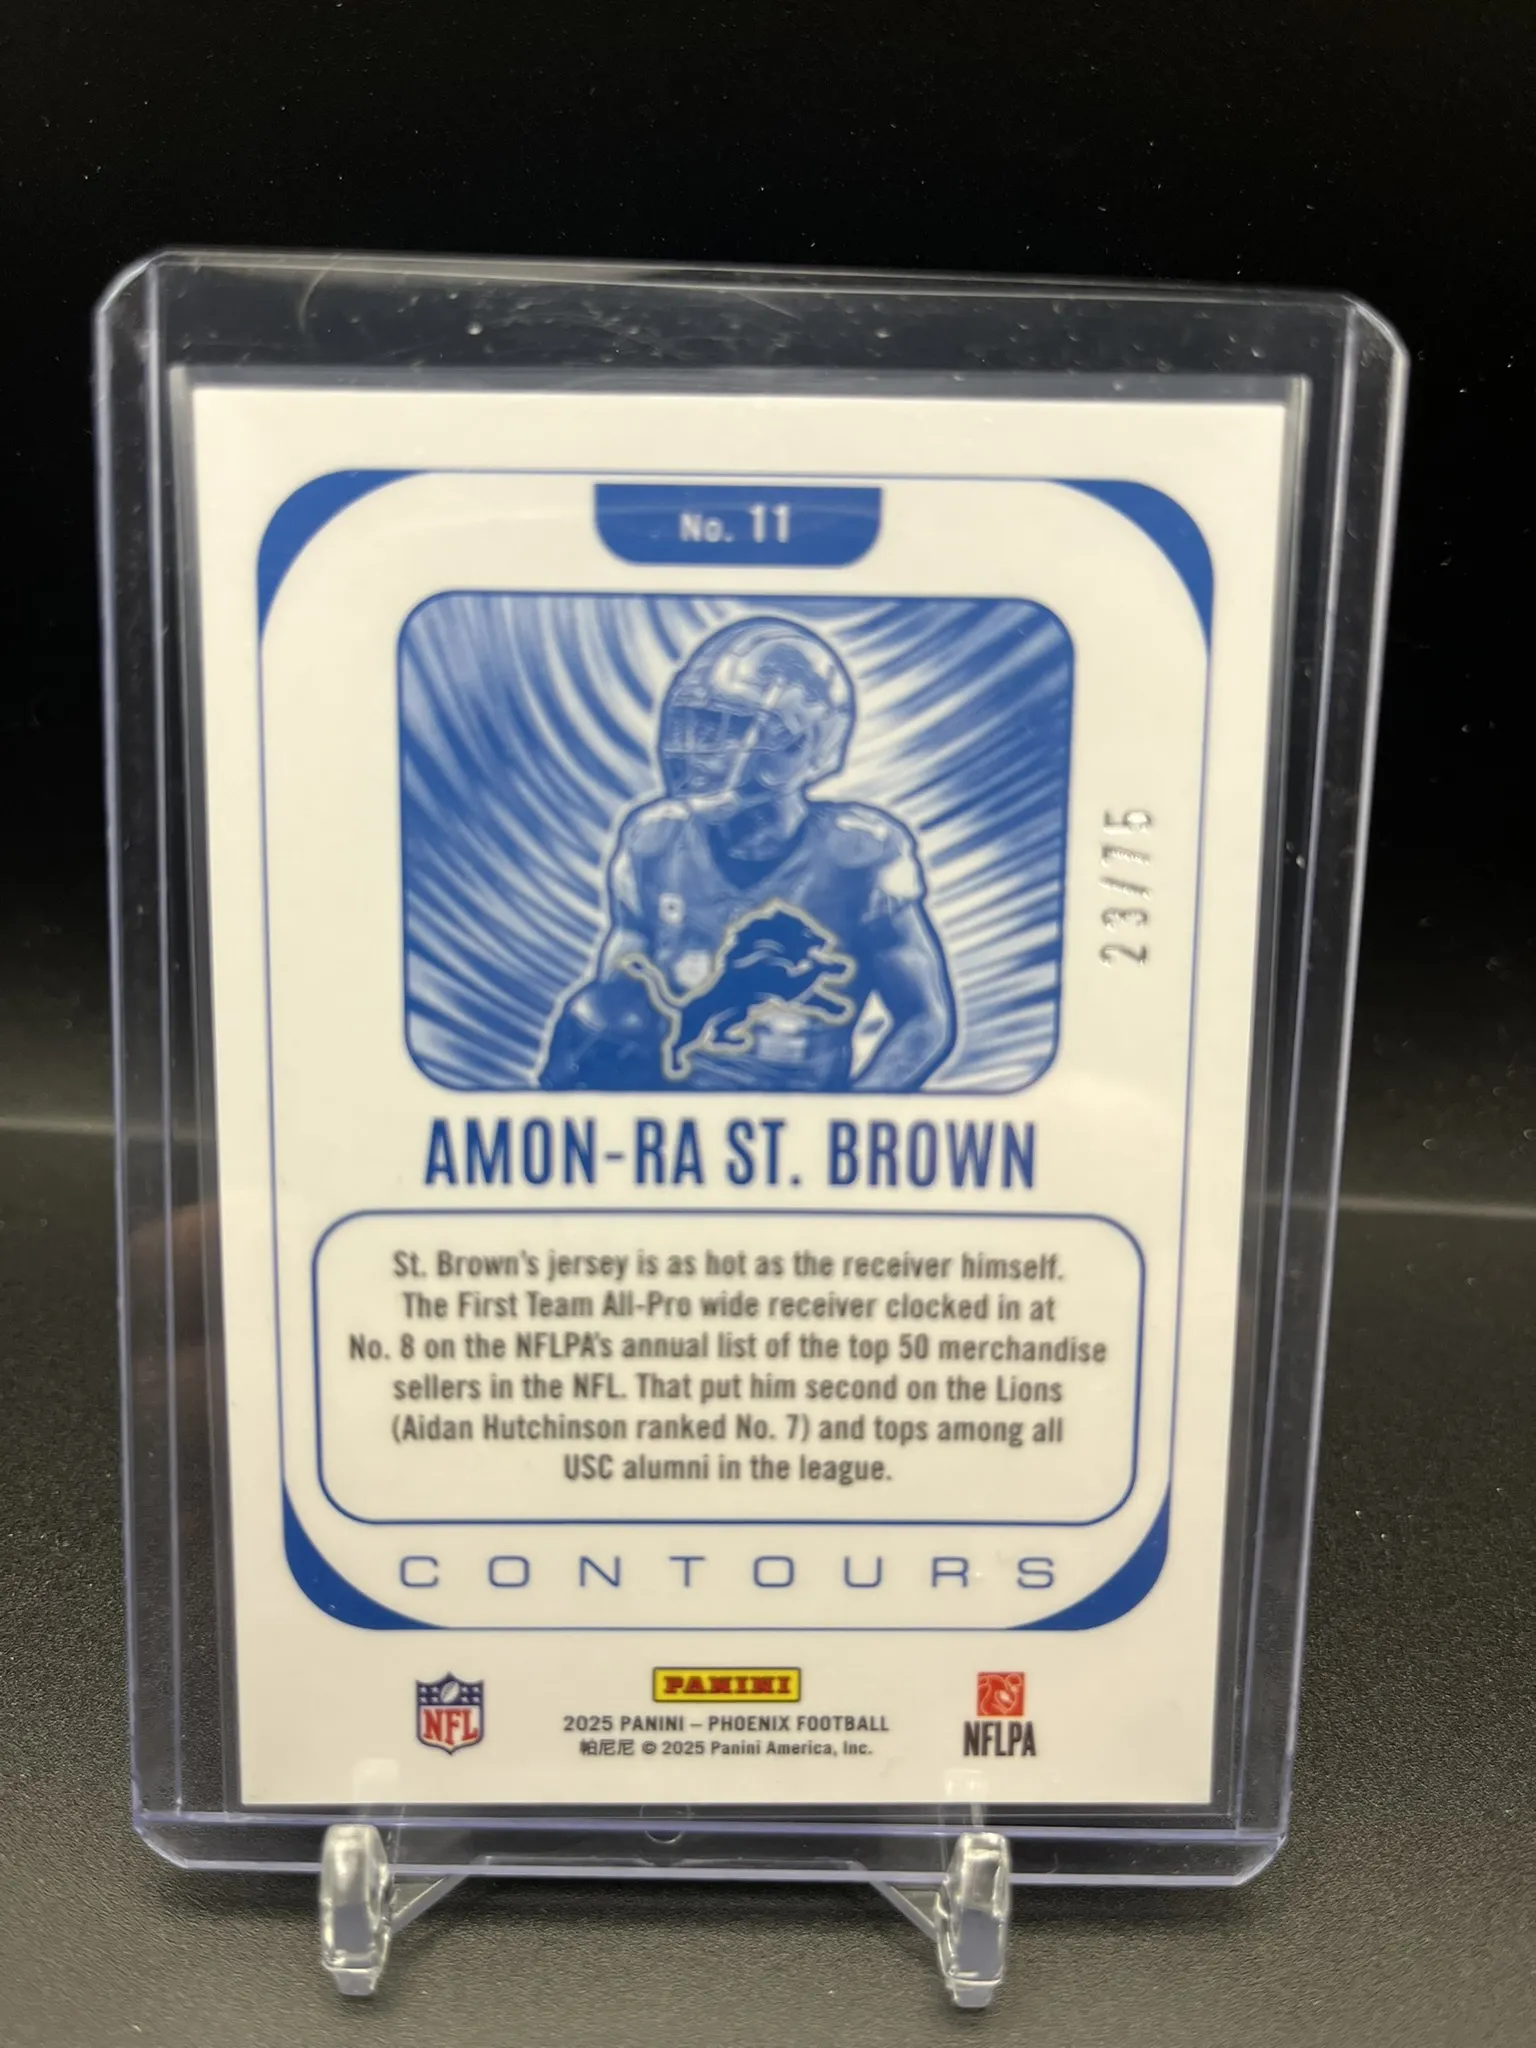 No. 11
23/75
AMON-RA ST. BROWN
St. Brown's jersey is as hot as the receiver himself.
The First Team All-Pro wide receiver clocked in at
No. 8 on the NFLPA's annual list of the top 50 merchandise
sellers in the NFL. That put him second on the Lions
(Aidan Hutchinson ranked No. 7) and tops among all
USC alumni in the league.
CONTOURS
NFL
PANINI
2025 PANINI – PHOENIX FOOTBALL
帕尼尼 © 2025 Panini America, Inc.
NFLPA